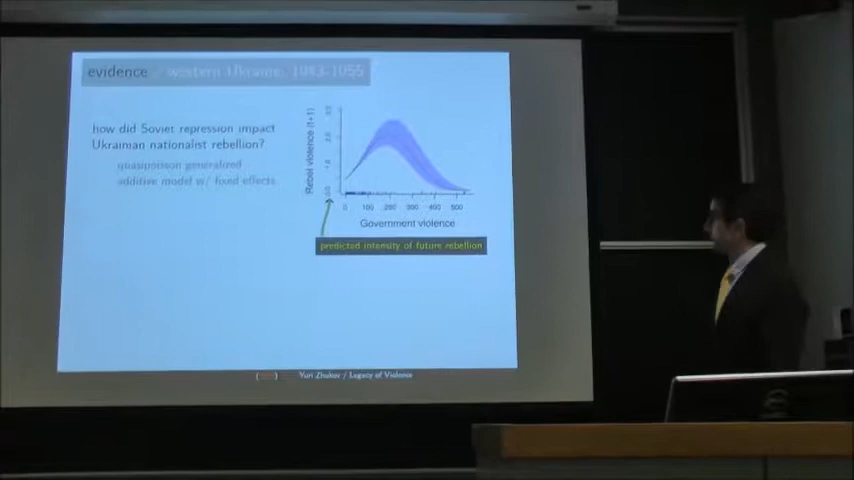 evidence / western Ukraine: 1943-1955
how did Soviet repression impact
Ukrainian nationalist rebellion?
quasipoisson generalized
additive model w/ fixed effects
Rebel violence (t+1)
0 100 200 300 400 500
Government violence
predicted intensity of future rebellion
Yuri Zhukov / Legacy of Violence